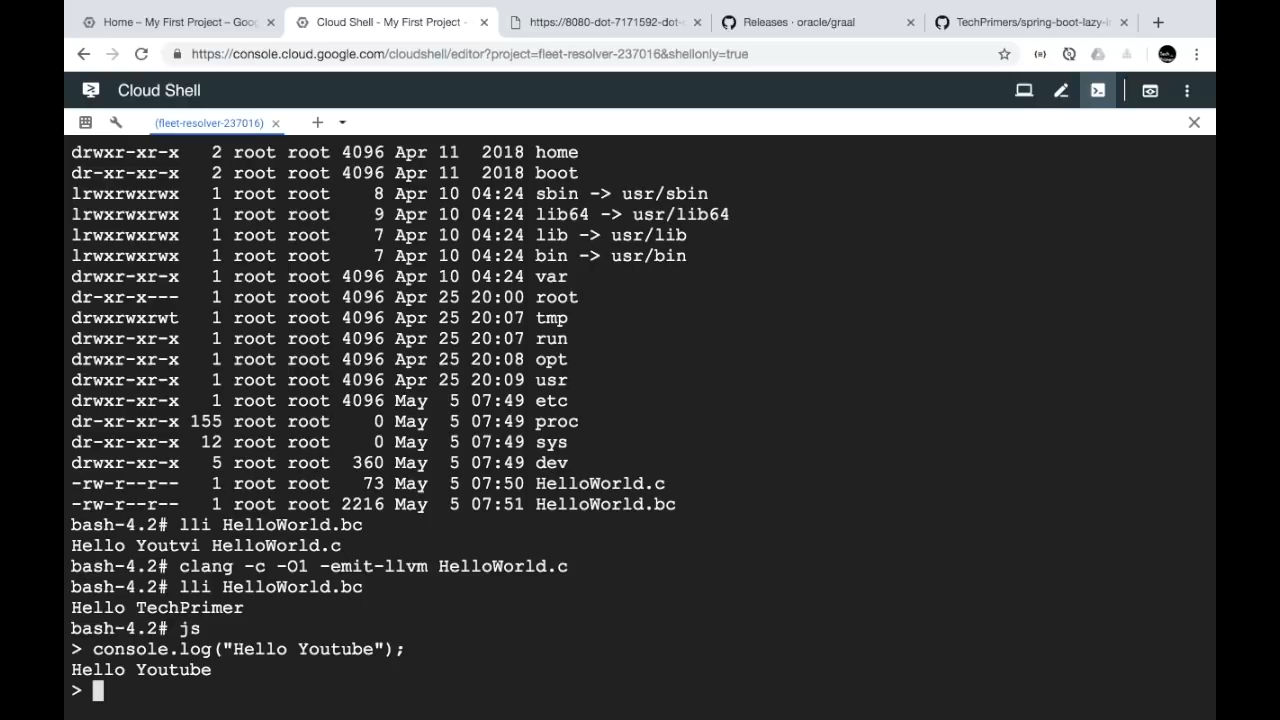 Home – My First Project – Goo
Cloud Shell - My First Project -
https://8080-dot-7171592-dot-
Releases · oracle/graal
TechPrimers/spring-boot-lazy-i
https://console.cloud.google.com/cloudshell/editor?project=fleet-resolver-237016&shellonly=true
Cloud Shell
(fleet-resolver-237016)
drwxr-xr-x 2 root root 4096 Apr 11 2018 home
dr-xr-xr-x 2 root root 4096 Apr 11 2018 boot
lrwxrwxrwx 1 root root 8 Apr 10 04:24 sbin -> usr/sbin
lrwxrwxrwx 1 root root 9 Apr 10 04:24 lib64 -> usr/lib64
lrwxrwxrwx 1 root root 7 Apr 10 04:24 lib -> usr/lib
lrwxrwxrwx 1 root root 7 Apr 10 04:24 bin -> usr/bin
drwxr-xr-x 1 root root 4096 Apr 10 04:24 var
dr-xr-x--- 1 root root 4096 Apr 25 20:00 root
drwxrwxrwt 1 root root 4096 Apr 25 20:07 tmp
drwxr-xr-x 1 root root 4096 Apr 25 20:07 run
drwxr-xr-x 1 root root 4096 Apr 25 20:08 opt
drwxr-xr-x 1 root root 4096 Apr 25 20:09 usr
drwxr-xr-x 1 root root 4096 May 5 07:49 etc
dr-xr-xr-x 155 root root 0 May 5 07:49 proc
dr-xr-xr-x 12 root root 0 May 5 07:49 sys
drwxr-xr-x 5 root root 360 May 5 07:49 dev
-rw-r--r-- 1 root root 73 May 5 07:50 HelloWorld.c
-rw-r--r-- 1 root root 2216 May 5 07:51 HelloWorld.bc
bash-4.2# lli HelloWorld.bc
Hello Youtvi HelloWorld.c
bash-4.2# clang -c -O1 -emit-llvm HelloWorld.c
bash-4.2# lli HelloWorld.bc
Hello TechPrimer
bash-4.2# js
> console.log("Hello Youtube");
Hello Youtube
>